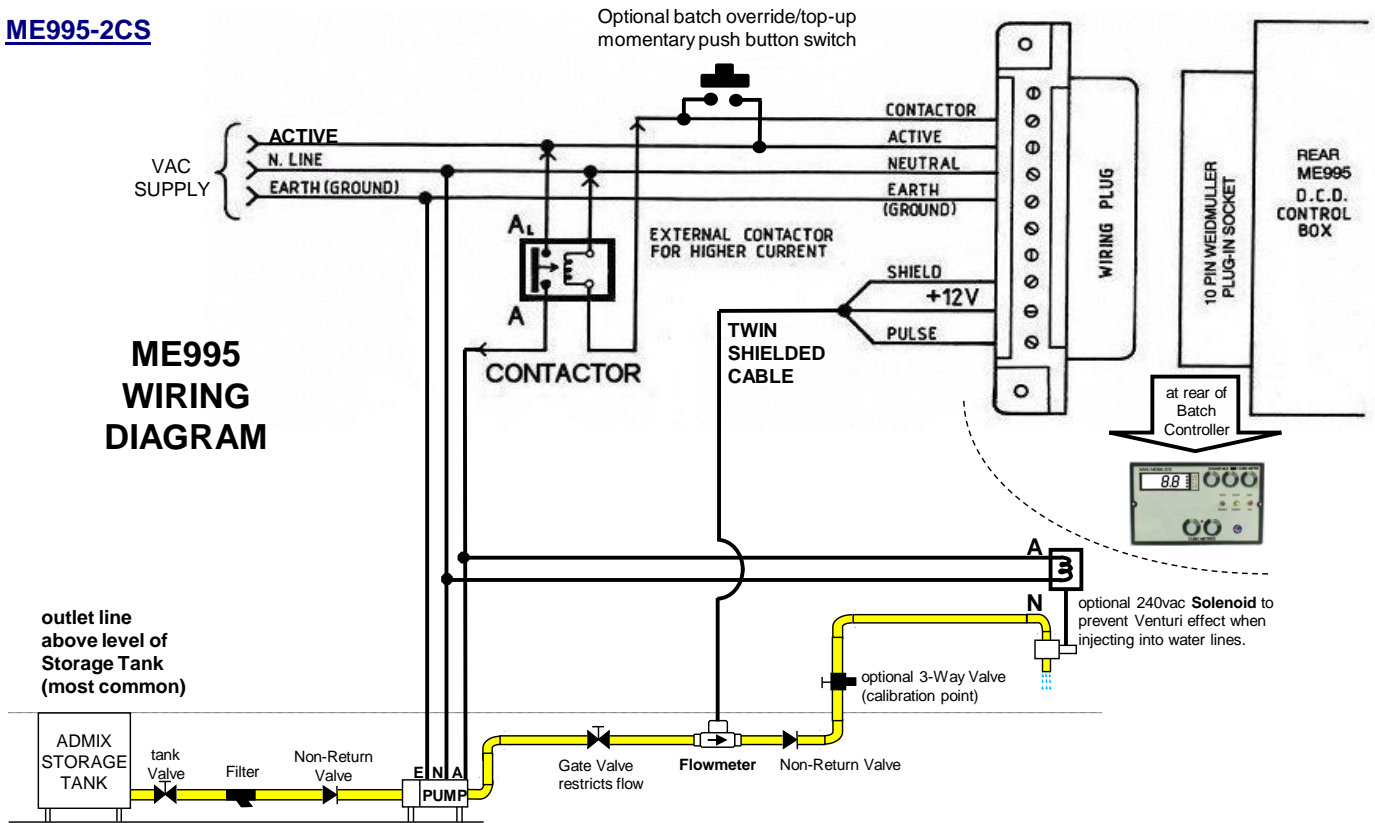 ME995-2CS
Optional batch override/top-up
momentary push button switch
VAC
SUPPLY
ACTIVE
N. LINE
EARTH (GROUND)
CONTACTOR
ACTIVE
NEUTRAL
EARTH
(GROUND)
SHIELD
+12V
PULSE
WIRING PLUG
10 PIN WEIDMULLER
PLUG-IN SOCKET
REAR
ME995
D.C.D.
CONTROL
BOX
AL
A
EXTERNAL CONTACTOR
FOR HIGHER CURRENT
CONTACTOR
TWIN
SHIELDED
CABLE
ME995
WIRING
DIAGRAM
at rear of
Batch
Controller
8.8
CUBIC METRES
A
N
optional 240vac Solenoid to
prevent Venturi effect when
injecting into water lines.
outlet line
above level of
Storage Tank
(most common)
optional 3-Way Valve
(calibration point)
ADMIX
STORAGE
TANK
tank
Valve
Filter
Non-Return
Valve
E N A
PUMP
Gate Valve
restricts flow
Flowmeter
Non-Return Valve